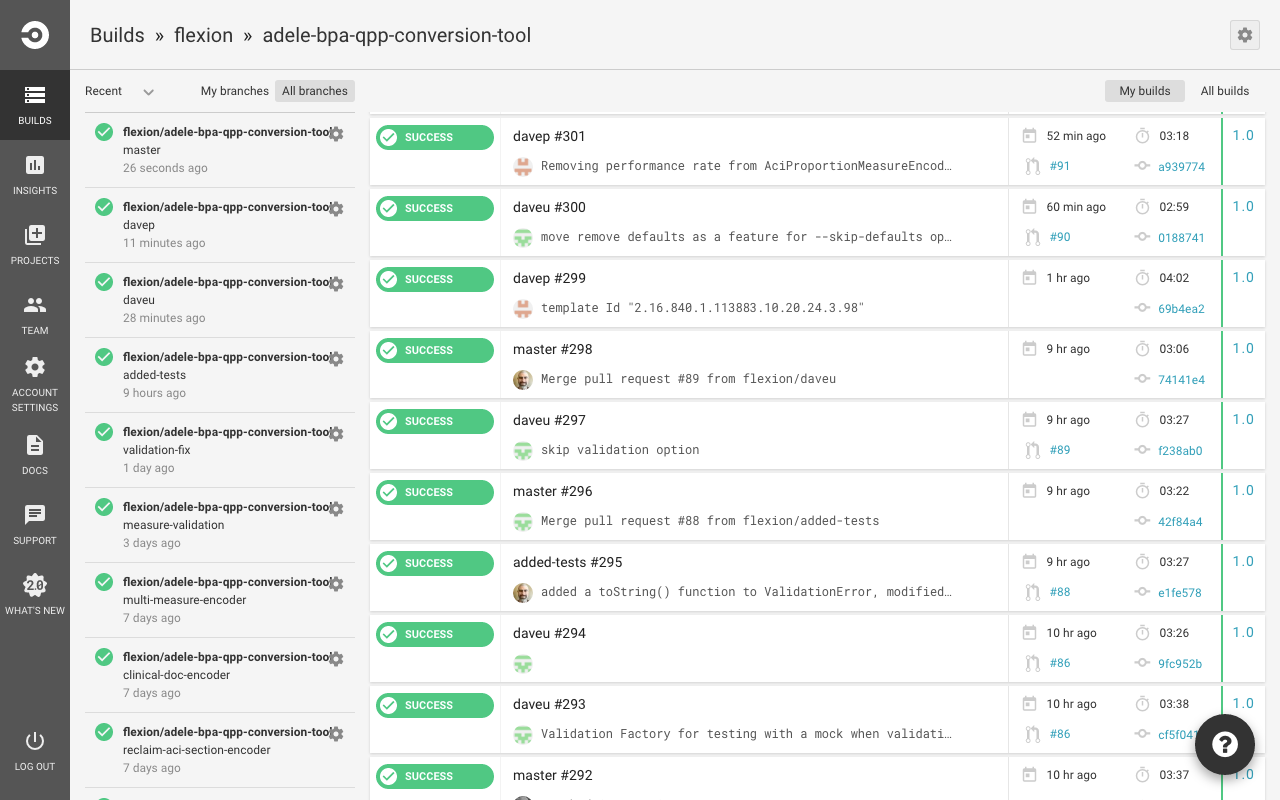 Builds » flexion » adele-bpa-qpp-conversion-tool
BUILDS
INSIGHTS
PROJECTS
TEAM
ACCOUNT
SETTINGS
DOCS
SUPPORT
2.0
WHAT'S NEW
LOG OUT
Recent
My branches
All branches
flexion/adele-bpa-qpp-conversion-tool
master
26 seconds ago
flexion/adele-bpa-qpp-conversion-tool
davep
11 minutes ago
flexion/adele-bpa-qpp-conversion-tool
daveu
28 minutes ago
flexion/adele-bpa-qpp-conversion-tool
added-tests
9 hours ago
flexion/adele-bpa-qpp-conversion-tool
validation-fix
1 day ago
flexion/adele-bpa-qpp-conversion-tool
measure-validation
3 days ago
flexion/adele-bpa-qpp-conversion-tool
multi-measure-encoder
7 days ago
flexion/adele-bpa-qpp-conversion-tool
clinical-doc-encoder
7 days ago
flexion/adele-bpa-qpp-conversion-tool
reclaim-aci-section-encoder
7 days ago
My builds
All builds
SUCCESS davep #301 52 min ago 03:18 1.0
Removing performance rate from AciProportionMeasureEncod… #91 a939774
SUCCESS daveu #300 60 min ago 02:59 1.0
move remove defaults as a feature for --skip-defaults op… #90 0188741
SUCCESS davep #299 1 hr ago 04:02 1.0
template Id "2.16.840.1.113883.10.20.24.3.98" 69b4ea2
SUCCESS master #298 9 hr ago 03:06 1.0
Merge pull request #89 from flexion/daveu 74141e4
SUCCESS daveu #297 9 hr ago 03:27 1.0
skip validation option #89 f238ab0
SUCCESS master #296 9 hr ago 03:22 1.0
Merge pull request #88 from flexion/added-tests 42f84a4
SUCCESS added-tests #295 9 hr ago 03:27 1.0
added a toString() function to ValidationError, modified… #88 e1fe578
SUCCESS daveu #294 10 hr ago 03:26 1.0
#86 9fc952b
SUCCESS daveu #293 10 hr ago 03:38 1.0
Validation Factory for testing with a mock when validati… #86 cf5f041
SUCCESS master #292 10 hr ago 03:37 1.0
?